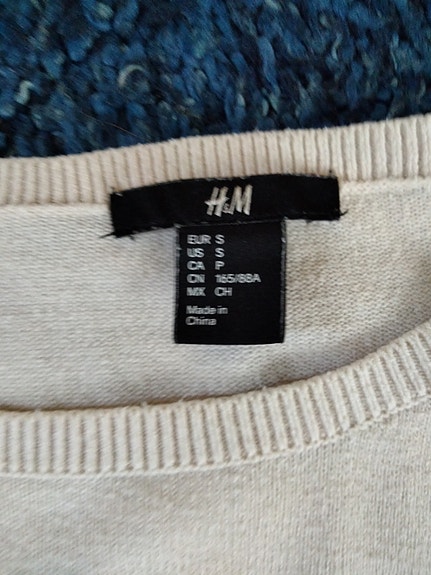 H&M
EUR S
US S
CA P
CN 165/88A
MX CH
Made in
China